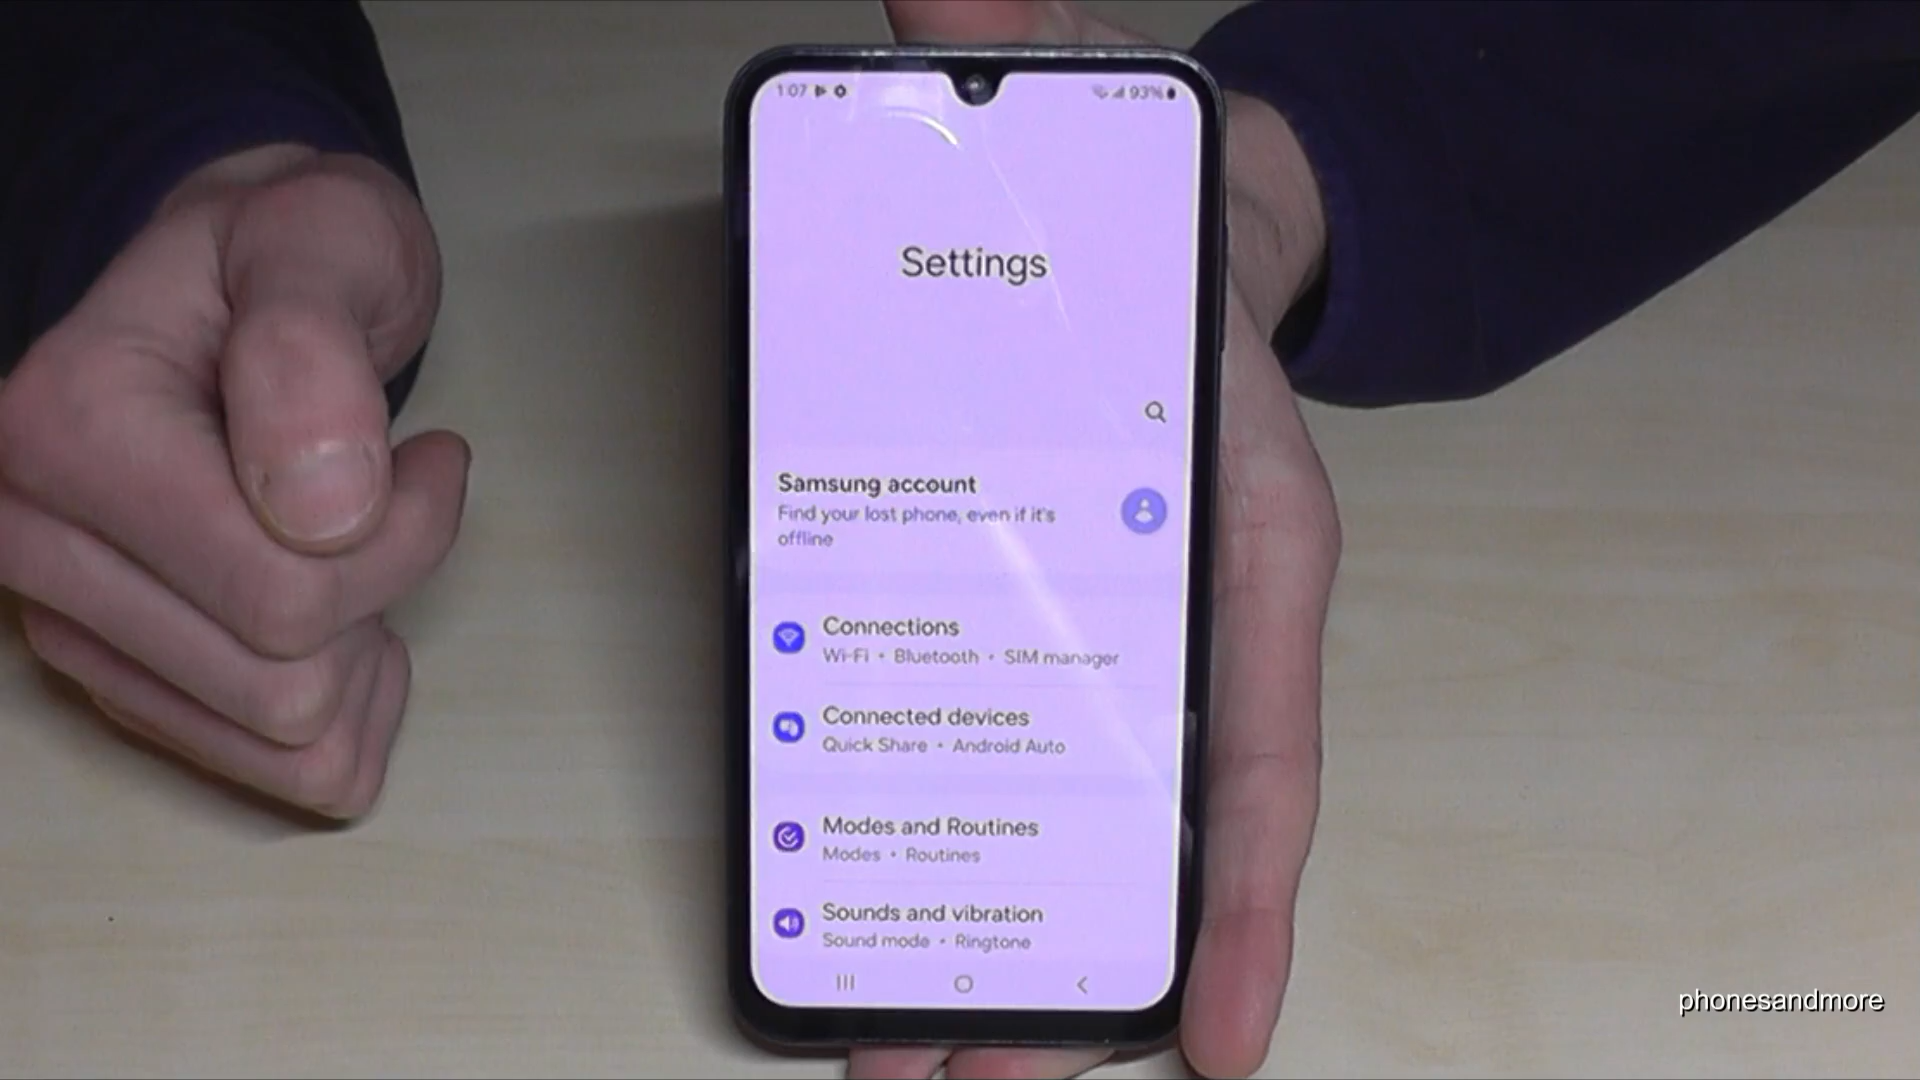 1:07 93%
Settings
Samsung account
Find your lost phone, even if it's
offline
Connections
Wi-Fi • Bluetooth • SIM manager
Connected devices
Quick Share • Android Auto
Modes and Routines
Modes • Routines
Sounds and vibration
Sound mode • Ringtone
phonesandmore